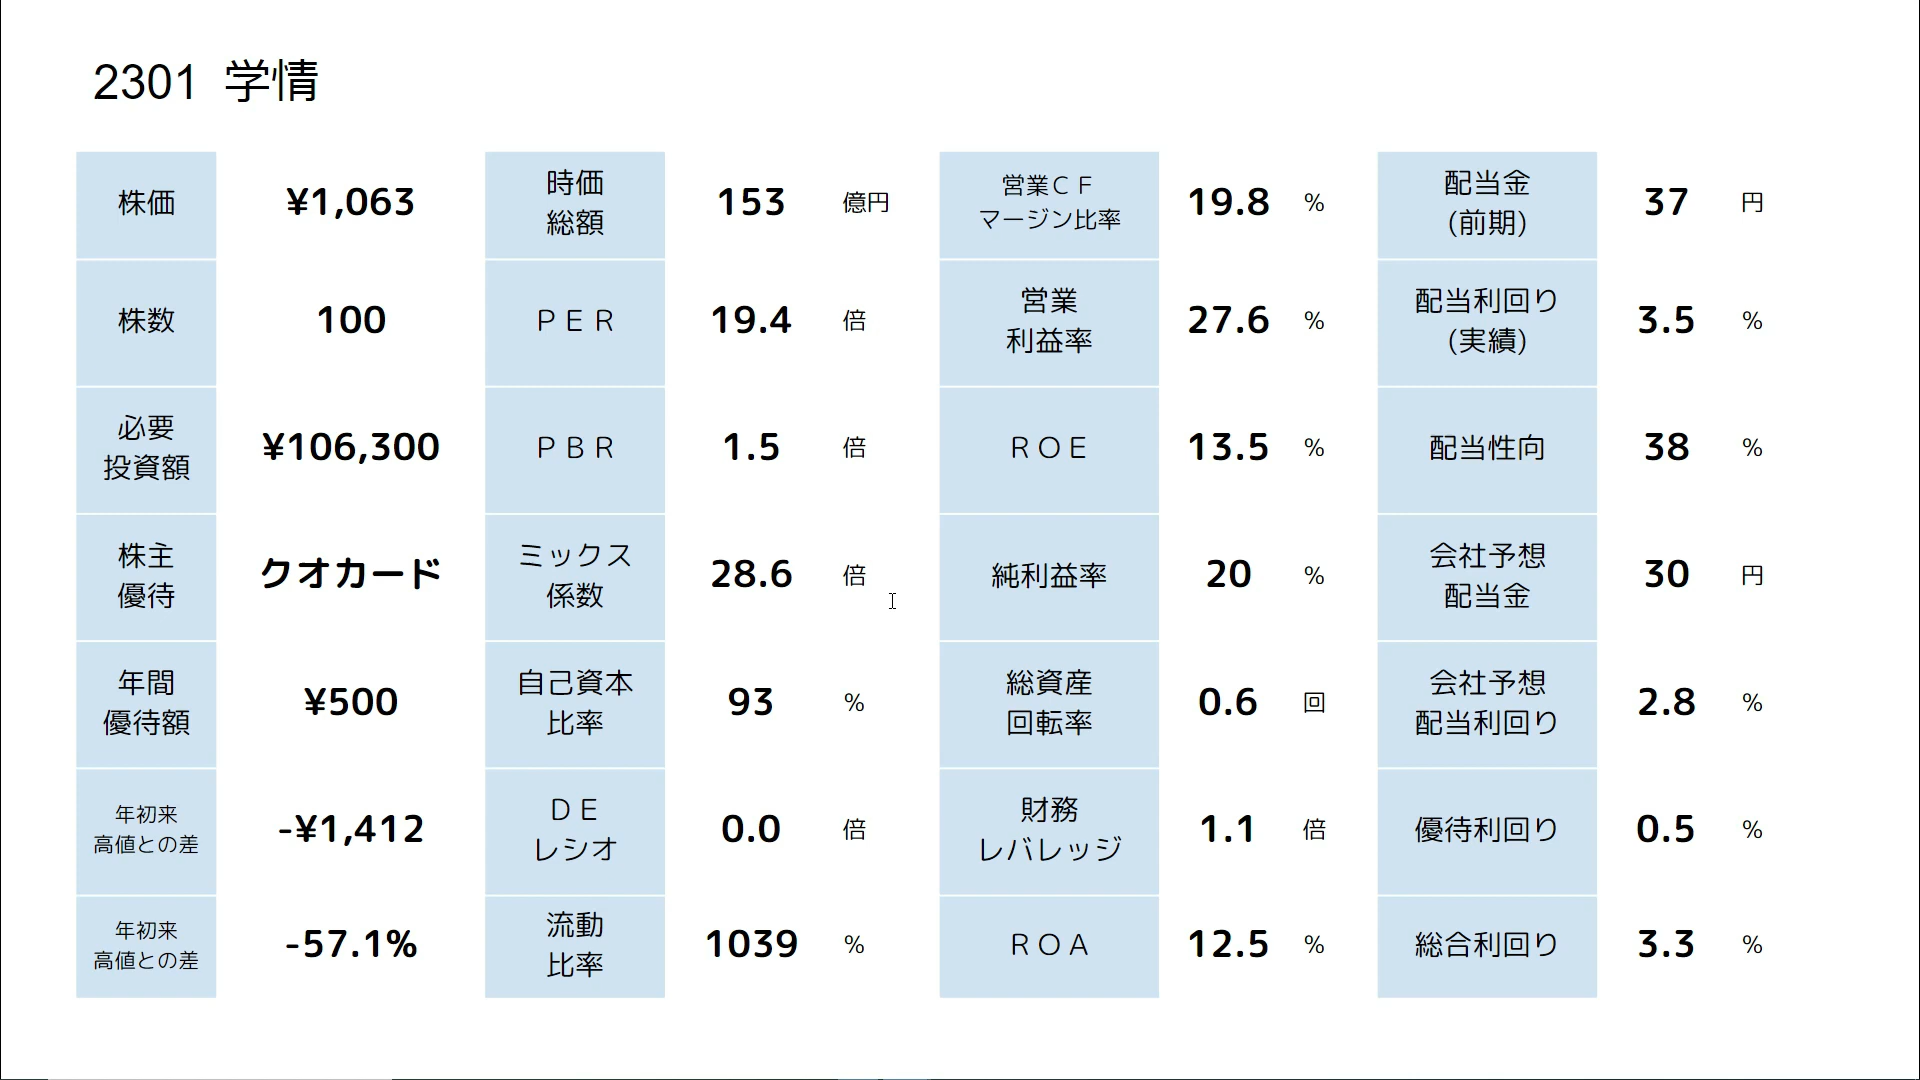 2301 学情
株価 ¥1,063 時価総額 153 億円 営業ＣＦマージン比率 19.8 % 配当金(前期) 37 円
株数 100 ＰＥＲ 19.4 倍 営業利益率 27.6 % 配当利回り(実績) 3.5 %
必要投資額 ¥106,300 ＰＢＲ 1.5 倍 ＲＯＥ 13.5 % 配当性向 38 %
株主優待 クオカード ミックス係数 28.6 倍 純利益率 20 % 会社予想配当金 30 円
年間優待額 ¥500 自己資本比率 93 % 総資産回転率 0.6 回 会社予想配当利回り 2.8 %
年初来高値との差 -¥1,412 ＤＥレシオ 0.0 倍 財務レバレッジ 1.1 倍 優待利回り 0.5 %
年初来高値との差 -57.1% 流動比率 1039 % ＲＯＡ 12.5 % 総合利回り 3.3 %